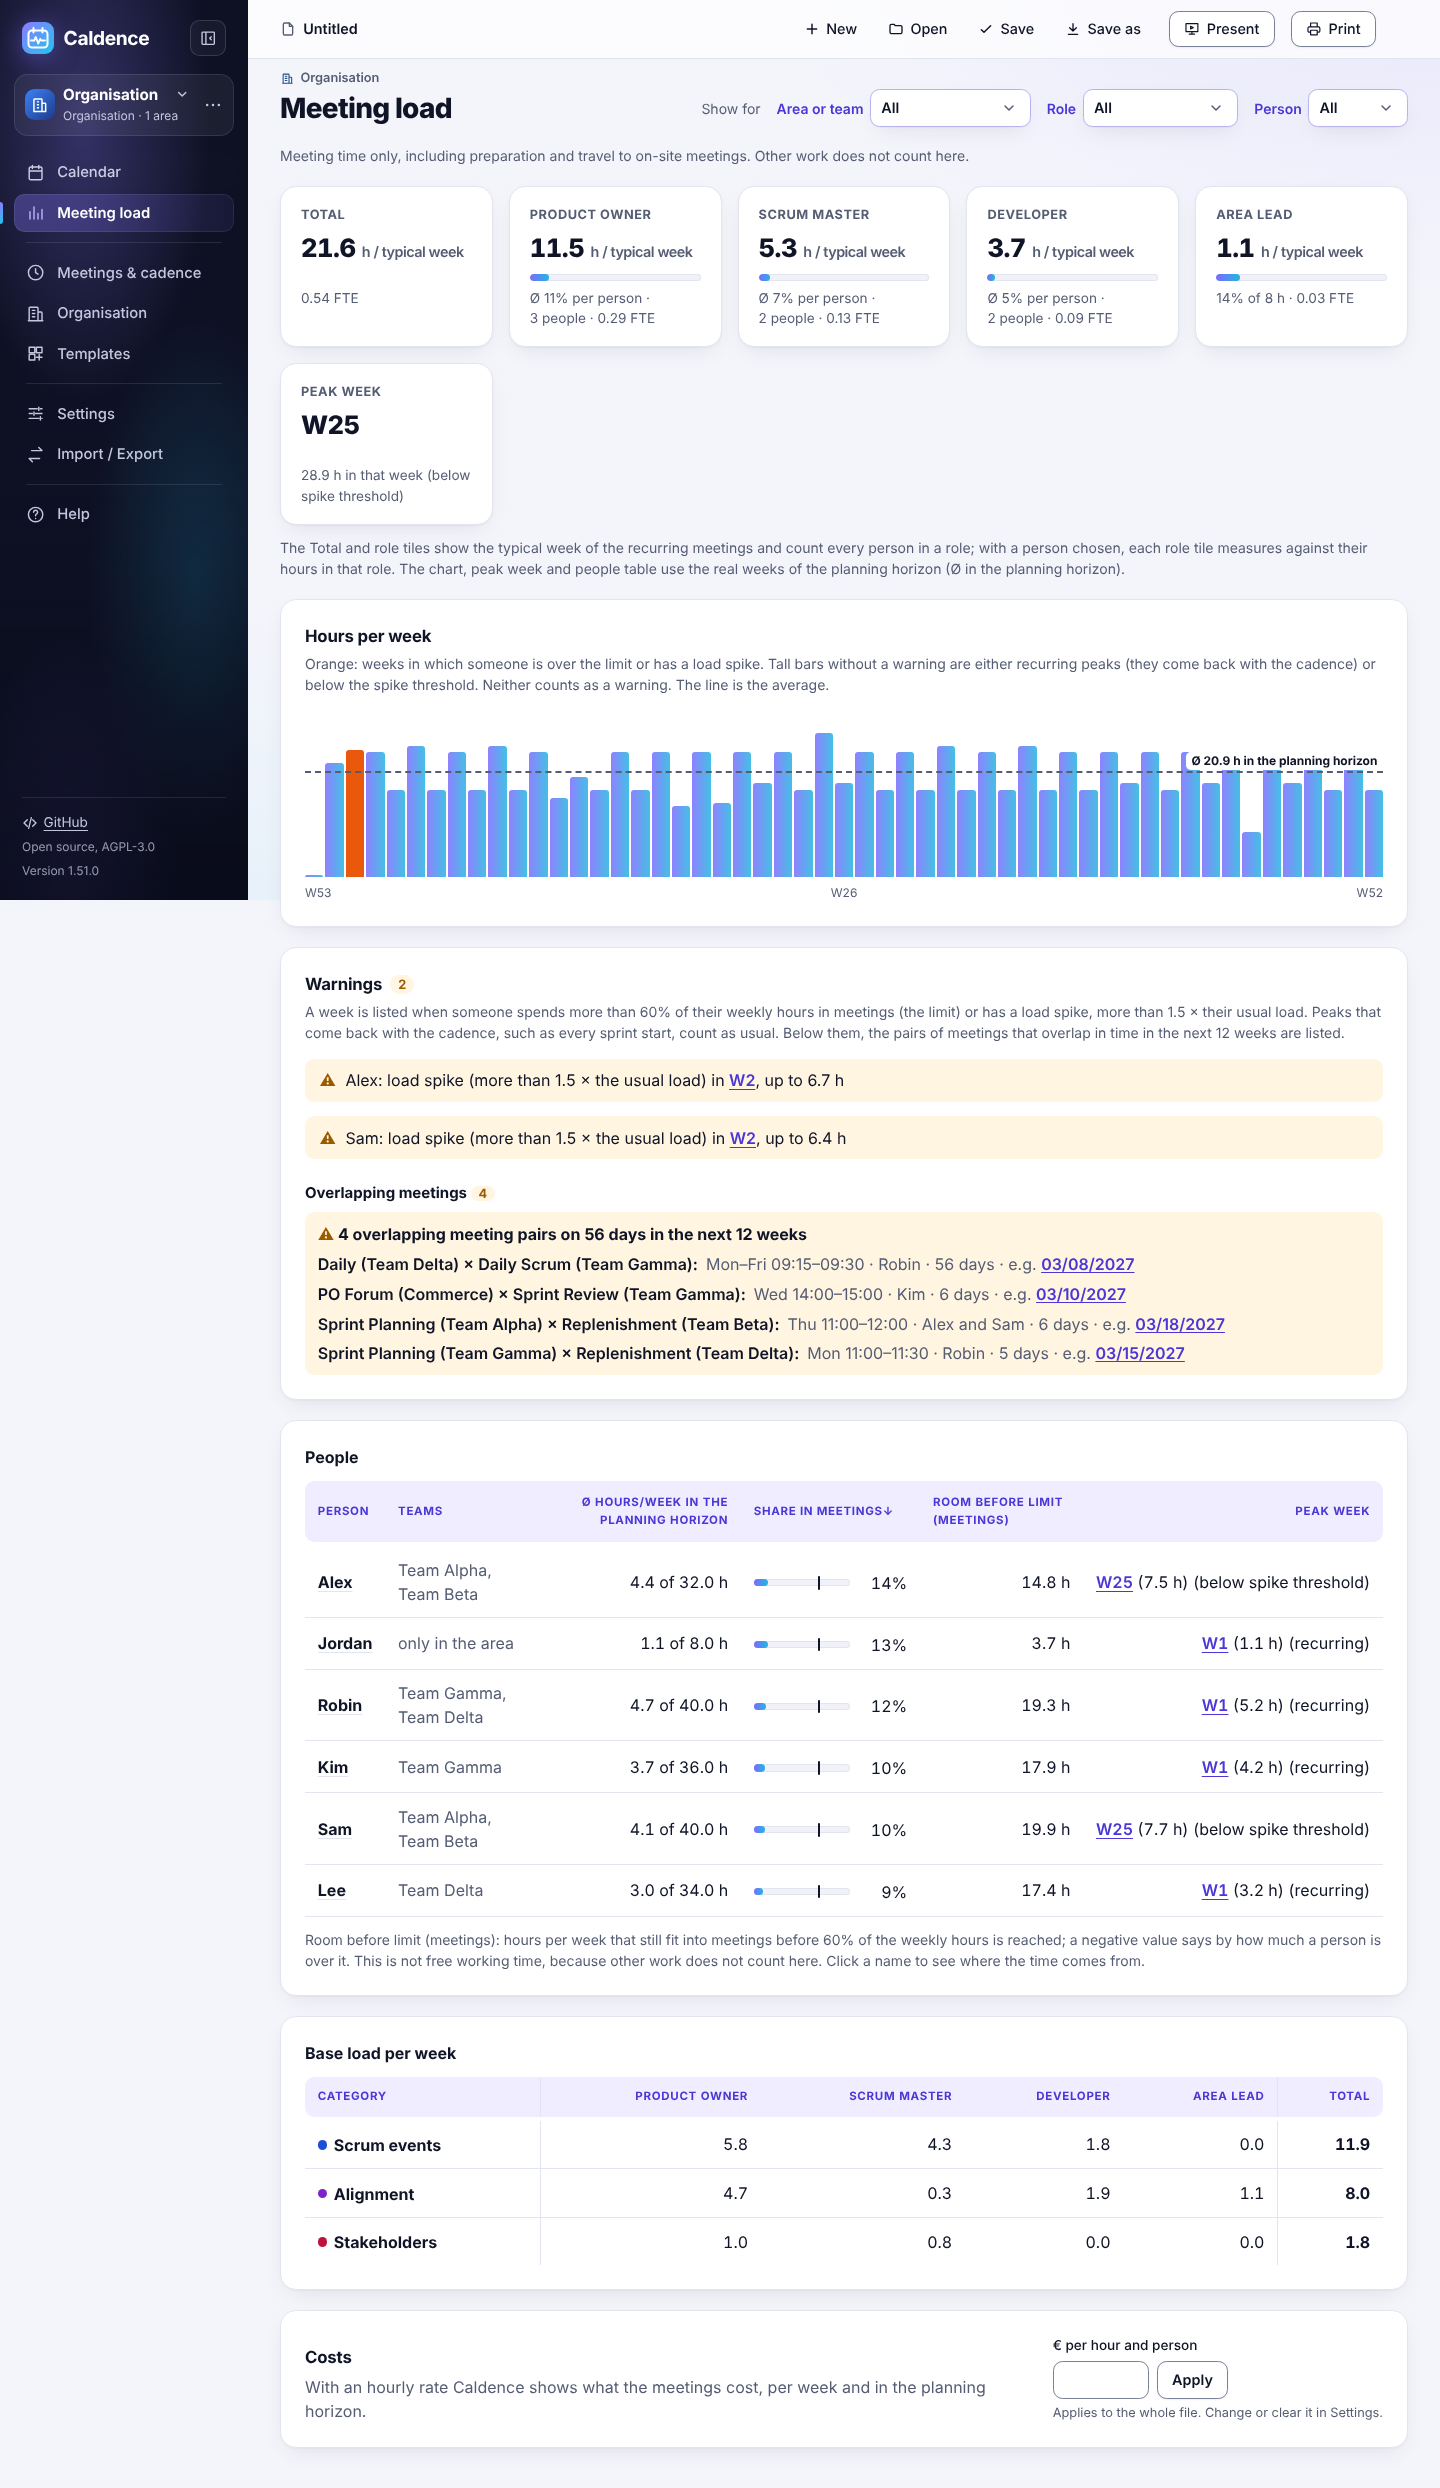 Caldence
Organisation
Organisation · 1 area
Calendar
Meeting load
Meetings & cadence
Organisation
Templates
Settings
Import / Export
Help
GitHub
Open source, AGPL-3.0
Version 1.51.0
Untitled
New
Open
Save
Save as
Present
Print
Organisation
Meeting load
Show for
Area or team
All
Role
All
Person
All
Meeting time only, including preparation and travel to on-site meetings. Other work does not count here.
TOTAL
21.6 h / typical week
0.54 FTE
PRODUCT OWNER
11.5 h / typical week
Ø 11% per person ·
3 people · 0.29 FTE
SCRUM MASTER
5.3 h / typical week
Ø 7% per person ·
2 people · 0.13 FTE
DEVELOPER
3.7 h / typical week
Ø 5% per person ·
2 people · 0.09 FTE
AREA LEAD
1.1 h / typical week
14% of 8 h · 0.03 FTE
PEAK WEEK
W25
28.9 h in that week (below
spike threshold)
The Total and role tiles show the typical week of the recurring meetings and count every person in a role; with a person chosen, each role tile measures against their
hours in that role. The chart, peak week and people table use the real weeks of the planning horizon (Ø in the planning horizon).
Hours per week
Orange: weeks in which someone is over the limit or has a load spike. Tall bars without a warning are either recurring peaks (they come back with the cadence) or
below the spike threshold. Neither counts as a warning. The line is the average.
Ø 20.9 h in the planning horizon
W53
W26
W52
Warnings 2
A week is listed when someone spends more than 60% of their weekly hours in meetings (the limit) or has a load spike, more than 1.5 × their usual load. Peaks that
come back with the cadence, such as every sprint start, count as usual. Below them, the pairs of meetings that overlap in time in the next 12 weeks are listed.
Alex: load spike (more than 1.5 × the usual load) in W2, up to 6.7 h
Sam: load spike (more than 1.5 × the usual load) in W2, up to 6.4 h
Overlapping meetings 4
4 overlapping meeting pairs on 56 days in the next 12 weeks
Daily (Team Delta) × Daily Scrum (Team Gamma): Mon–Fri 09:15–09:30 · Robin · 56 days · e.g. 03/08/2027
PO Forum (Commerce) × Sprint Review (Team Gamma): Wed 14:00–15:00 · Kim · 6 days · e.g. 03/10/2027
Sprint Planning (Team Alpha) × Replenishment (Team Beta): Thu 11:00–12:00 · Alex and Sam · 6 days · e.g. 03/18/2027
Sprint Planning (Team Gamma) × Replenishment (Team Delta): Mon 11:00–11:30 · Robin · 5 days · e.g. 03/15/2027
People
PERSON
TEAMS
Ø HOURS/WEEK IN THE
PLANNING HORIZON
SHARE IN MEETINGS↓
ROOM BEFORE LIMIT
(MEETINGS)
PEAK WEEK
Alex
Team Alpha,
Team Beta
4.4 of 32.0 h
14%
14.8 h
W25 (7.5 h) (below spike threshold)
Jordan
only in the area
1.1 of 8.0 h
13%
3.7 h
W1 (1.1 h) (recurring)
Robin
Team Gamma,
Team Delta
4.7 of 40.0 h
12%
19.3 h
W1 (5.2 h) (recurring)
Kim
Team Gamma
3.7 of 36.0 h
10%
17.9 h
W1 (4.2 h) (recurring)
Sam
Team Alpha,
Team Beta
4.1 of 40.0 h
10%
19.9 h
W25 (7.7 h) (below spike threshold)
Lee
Team Delta
3.0 of 34.0 h
9%
17.4 h
W1 (3.2 h) (recurring)
Room before limit (meetings): hours per week that still fit into meetings before 60% of the weekly hours is reached; a negative value says by how much a person is
over it. This is not free working time, because other work does not count here. Click a name to see where the time comes from.
Base load per week
CATEGORY
PRODUCT OWNER
SCRUM MASTER
DEVELOPER
AREA LEAD
TOTAL
Scrum events
5.8
4.3
1.8
0.0
11.9
Alignment
4.7
0.3
1.9
1.1
8.0
Stakeholders
1.0
0.8
0.0
0.0
1.8
Costs
With an hourly rate Caldence shows what the meetings cost, per week and in the planning
horizon.
€ per hour and person
Apply
Applies to the whole file. Change or clear it in Settings.